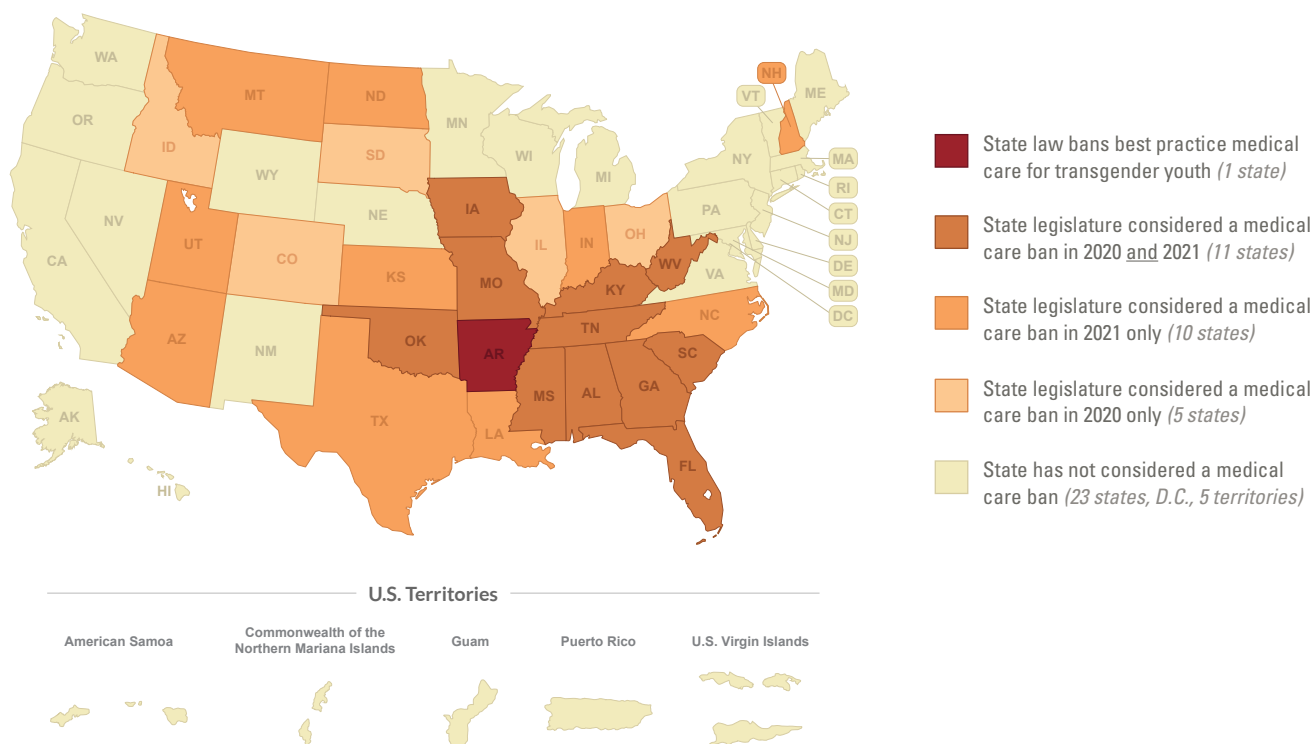 WA
OR
CA
NV
ID
MT
ND
SD
WY
NE
UT
CO
KS
AZ
NM
TX
OK
MN
IA
MO
AR
LA
WI
IL
MI
IN
OH
KY
TN
MS
AL
GA
FL
SC
NC
VA
WV
PA
NY
VT
NH
ME
MA
RI
CT
NJ
DE
MD
DC
AK
HI
State law bans best practice medical
care for transgender youth (1 state)
State legislature considered a medical
care ban in 2020 and 2021 (11 states)
State legislature considered a medical
care ban in 2021 only (10 states)
State legislature considered a medical
care ban in 2020 only (5 states)
State has not considered a medical
care ban (23 states, D.C., 5 territories)
U.S. Territories
American Samoa
Commonwealth of the
Northern Mariana Islands
Guam
Puerto Rico
U.S. Virgin Islands